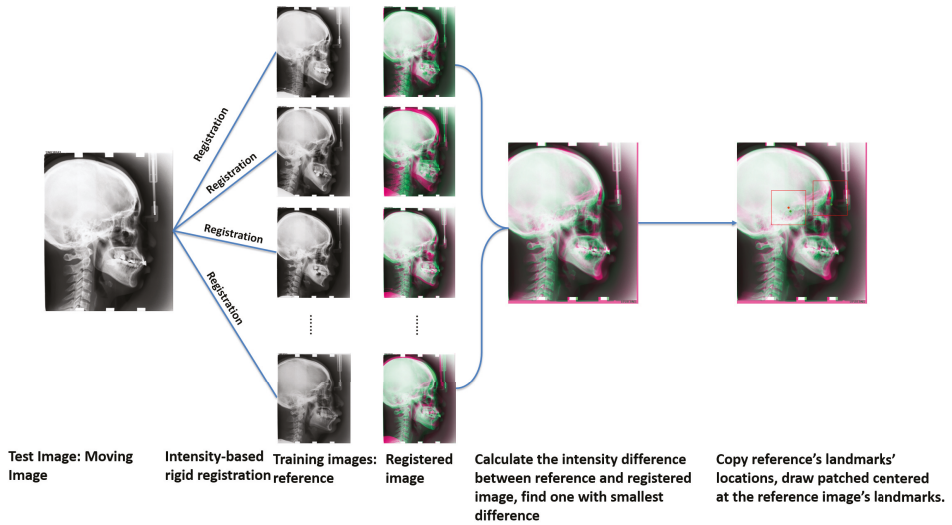 Registration
Registration
Registration
Registration
Test Image: Moving
Image
Intensity-based
rigid registration
Training images:
reference
Registered
image
Calculate the intensity difference
between reference and registered
image, find one with smallest
difference
Copy reference's landmarks'
locations, draw patched centered
at the reference image's landmarks.